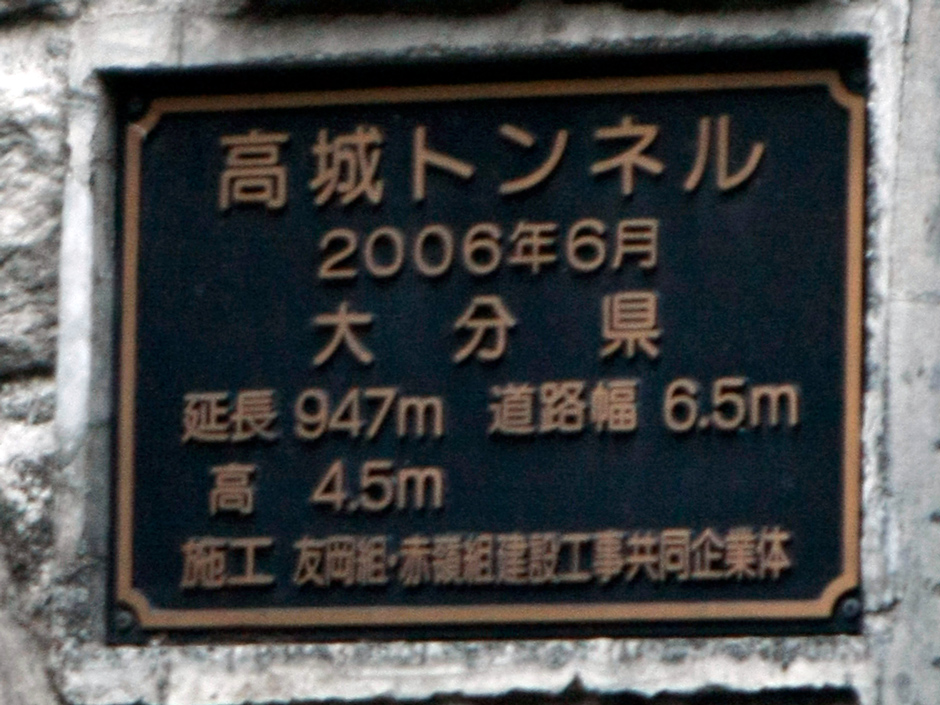 高城トンネル
2006年6月
大分県
延長 947m 道路幅 6.5m
高 4.5m
施工 友岡組・赤嶺組建設工事共同企業体